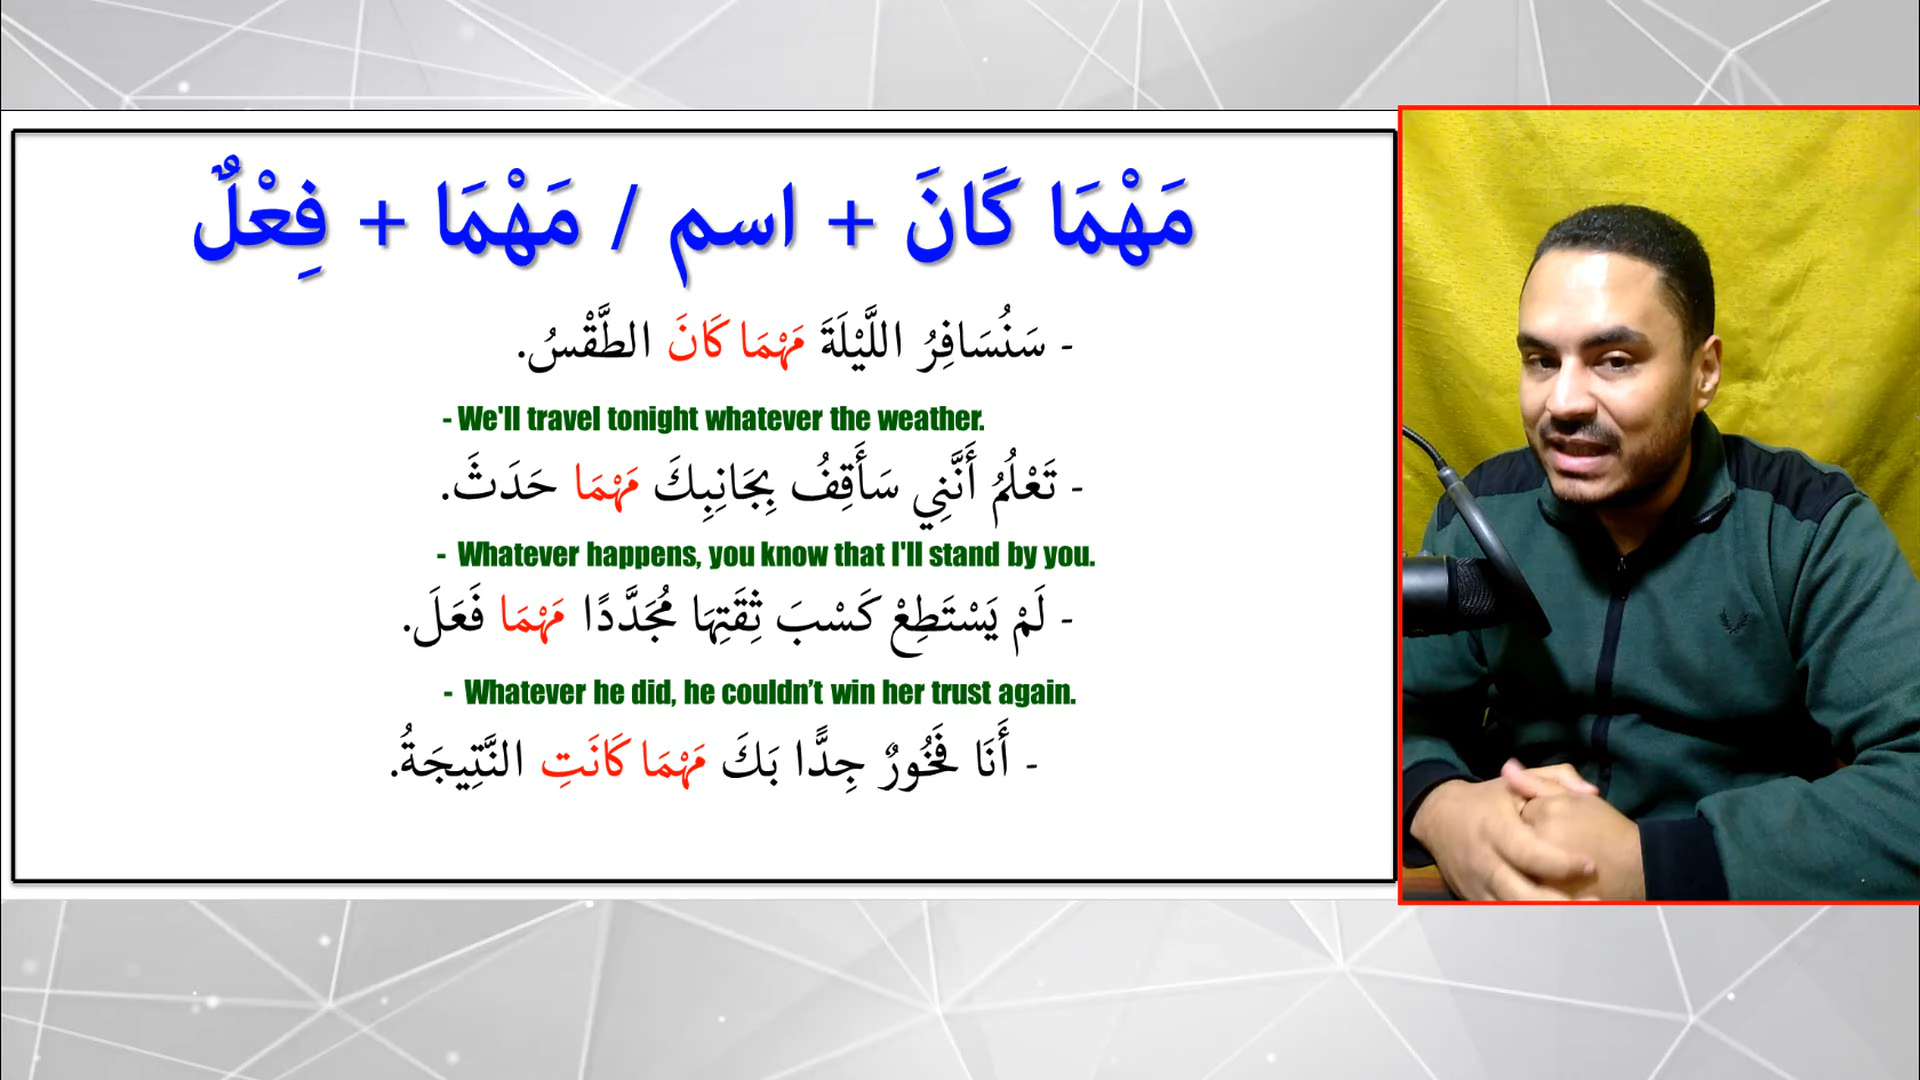 مَهْمَا كَانَ + اسم / مَهْمَا + فِعْلٌ
- سَنُسَافِرُ اللَّيْلَةَ مَهْمَا كَانَ الطَّقْسُ.
- We'll travel tonight whatever the weather.
- تَعْلُمُ أَنَّنِي سَأَقِفُ بِجَانِبِكَ مَهْمَا حَدَثَ.
- Whatever happens, you know that I'll stand by you.
- لَمْ يَسْتَطِعْ كَسْبَ ثِقَتِهَا مُجَدَّدًا مَهْمَا فَعَلَ.
- Whatever he did, he couldn’t win her trust again.
- أَنَا فَخُورٌ جِدًّا بَكَ مَهْمَا كَانَتِ النَّتِيجَةُ.